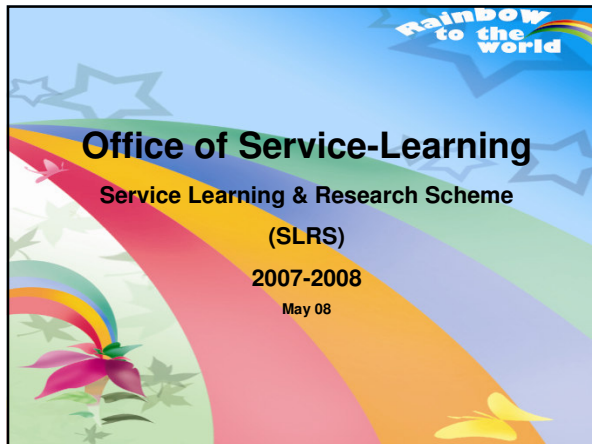 Rainbow
to the
world
Office of Service-Learning
Service Learning & Research Scheme
(SLRS)
2007-2008
May 08